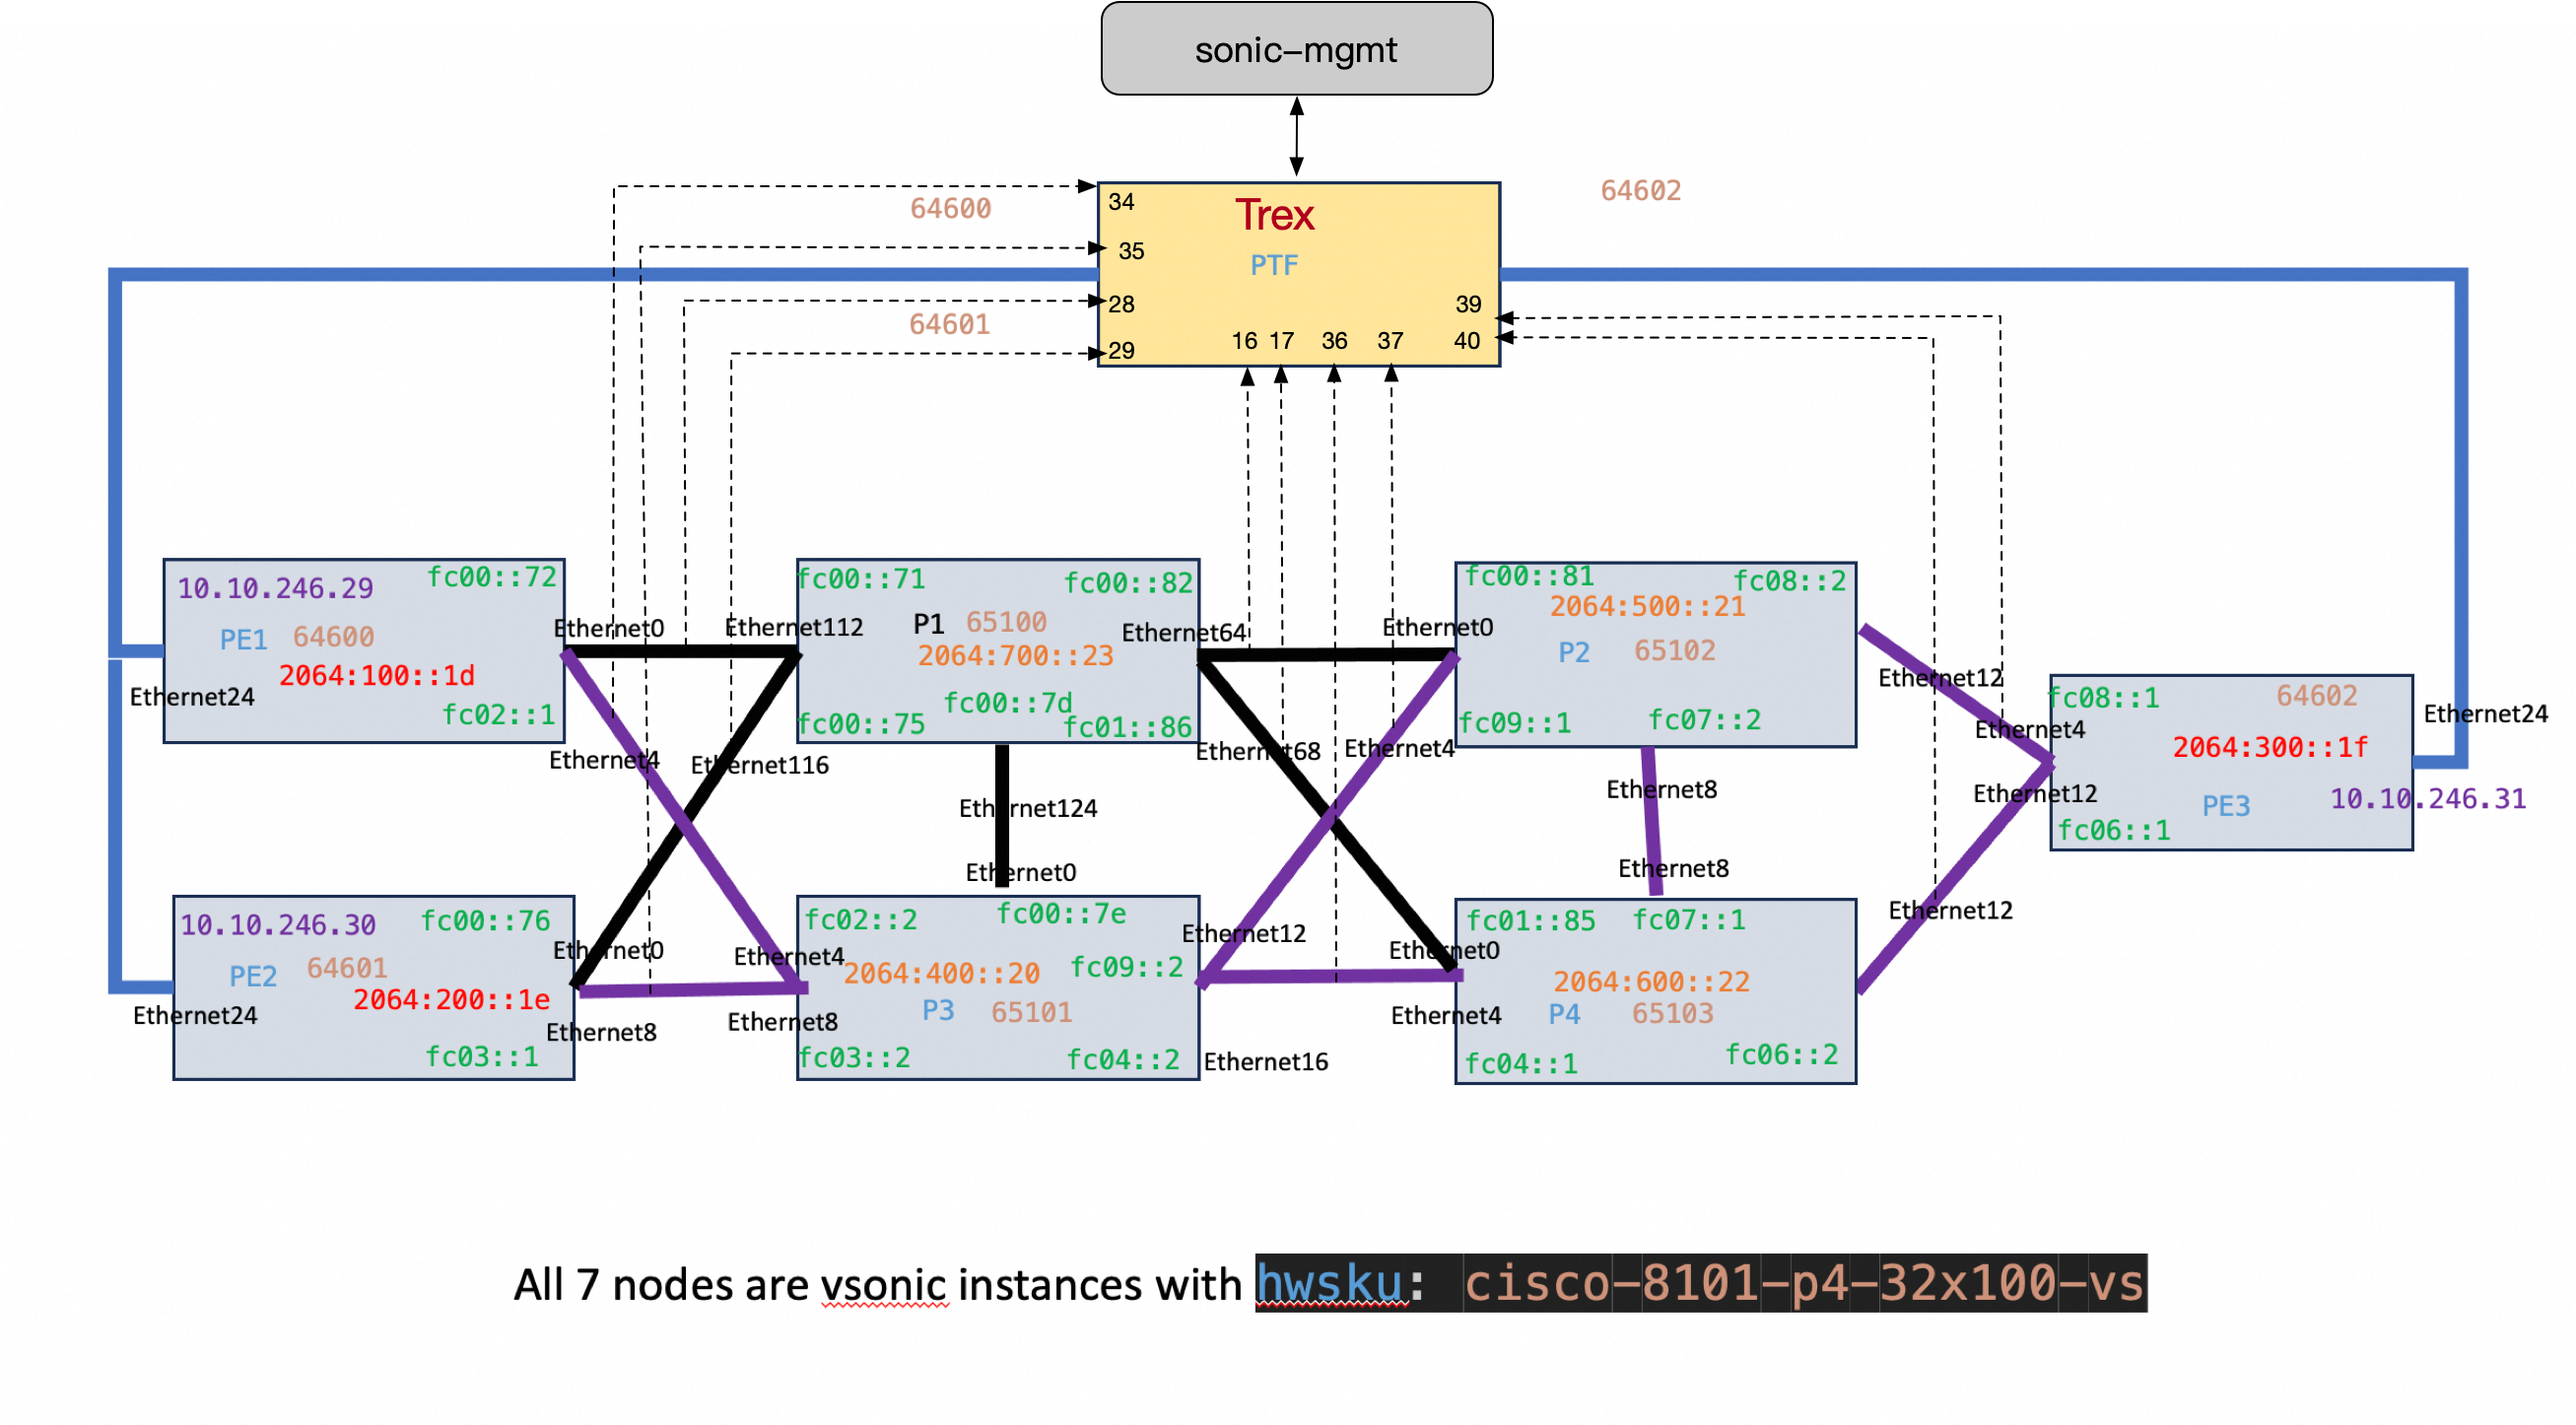 sonic-mgmt
34
Trex
64602
64600
35
PTF
28
39
64601
29
16 17 36 37 40
10.10.246.29
fc00::72
PE1 64600
2064:100::1d
fc02::1
Ethernet24
Ethernet0
Ethernet112
fc00::71
fc00::82
P1 65100
2064:700::23
fc00::7d
fc00::75
fc01::86
Ethernet64
Ethernet0
fc00::81
fc08::2
2064:500::21
P2 65102
fc09::1
fc07::2
Ethernet12
Ethernet4
fc08::1
64602
2064:300::1f
PE3
10.10.246.31
fc06::1
Ethernet24
Ethernet12
Ethernet4
Ethernet116
Ethernet68
Ethernet4
Ethernet124
Ethernet0
Ethernet8
Ethernet8
Ethernet12
10.10.246.30
fc00::76
PE2 64601
2064:200::1e
fc03::1
Ethernet24
Ethernet0
Ethernet8
Ethernet4
Ethernet8
fc02::2
fc00::7e
2064:400::20
fc09::2
P3 65101
fc03::2
fc04::2
Ethernet12
Ethernet16
Ethernet0
Ethernet4
fc01::85
fc07::1
2064:600::22
P4 65103
fc04::1
fc06::2
All 7 nodes are vsonic instances with hwsku: cisco-8101-p4-32x100-vs